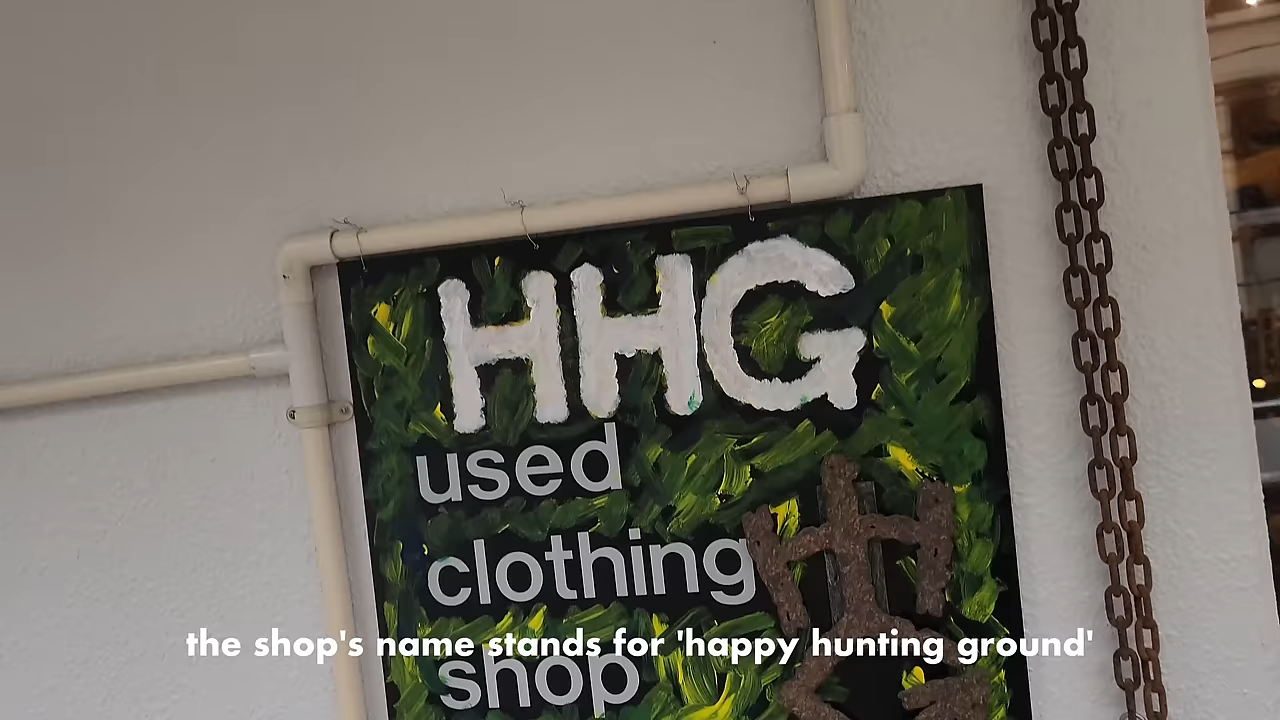 HHG
used
clothing
shop
the shop's name stands for 'happy hunting ground'